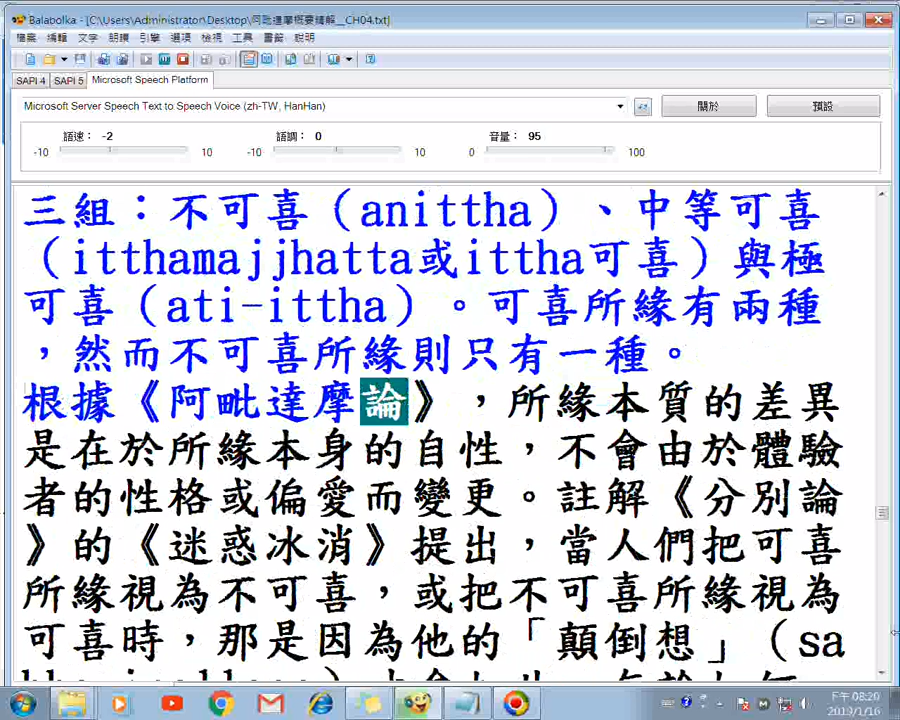 Balabolka - [C:\Users\Administrator\Desktop\阿毗達摩概要精解__CH04.txt]
檔案 編輯 文字 朗讀 引擎 選項 檢視 工具 書籤 說明
SAPI 4 SAPI 5 Microsoft Speech Platform
Microsoft Server Speech Text to Speech Voice (zh-TW, HanHan) 關於 預設
語速： -2 語調： 0 音量： 95
-10 10 -10 10 0 100
三組：不可喜（anittha）、中等可喜
（itthamajjhatta或ittha可喜）與極
可喜（ati-ittha）。可喜所緣有兩種
，然而不可喜所緣則只有一種。
根據《阿毗達摩論》，所緣本質的差異
是在於所緣本身的自性，不會由於體驗
者的性格或偏愛而變更。註解《分別論
》的《迷惑冰消》提出，當人們把可喜
所緣視為不可喜，或把不可喜所緣視為
可喜時，那是因為他的「顛倒想」（sa
下午 08:20
2019/1/16